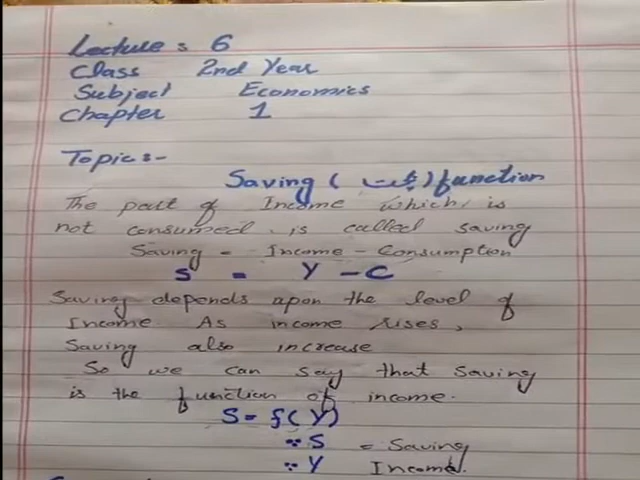 Lecture : 6
Class 2nd Year
Subject Economics
Chapter 1
Topic :-
Saving ( بچت ) function
The part of Income which, is
not consumed, is called saving
Saving = Income - Consumption
S = Y - C
Saving depends apon the level of
Income. As income rises,
Saving also increase
So we can say that saving
is the function of income.
S = f(Y)
∵ S = Saving
∵ Y Income.